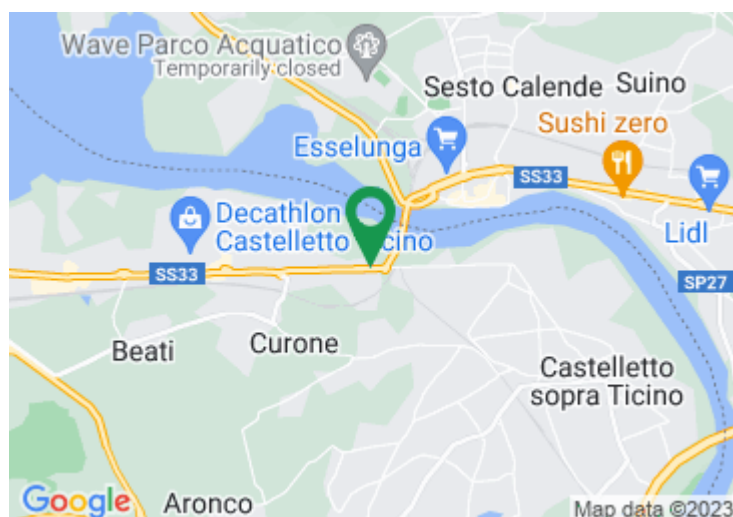 Wave Parco Acquatico
Temporarily closed
Sesto Calende
Suino
Sushi zero
Esselunga
SS33
Decathlon
Castelletto Ticino
Lidl
SS33
SP27
Beati
Curone
Castelletto
sopra Ticino
Google
Aronco
Map data ©2023